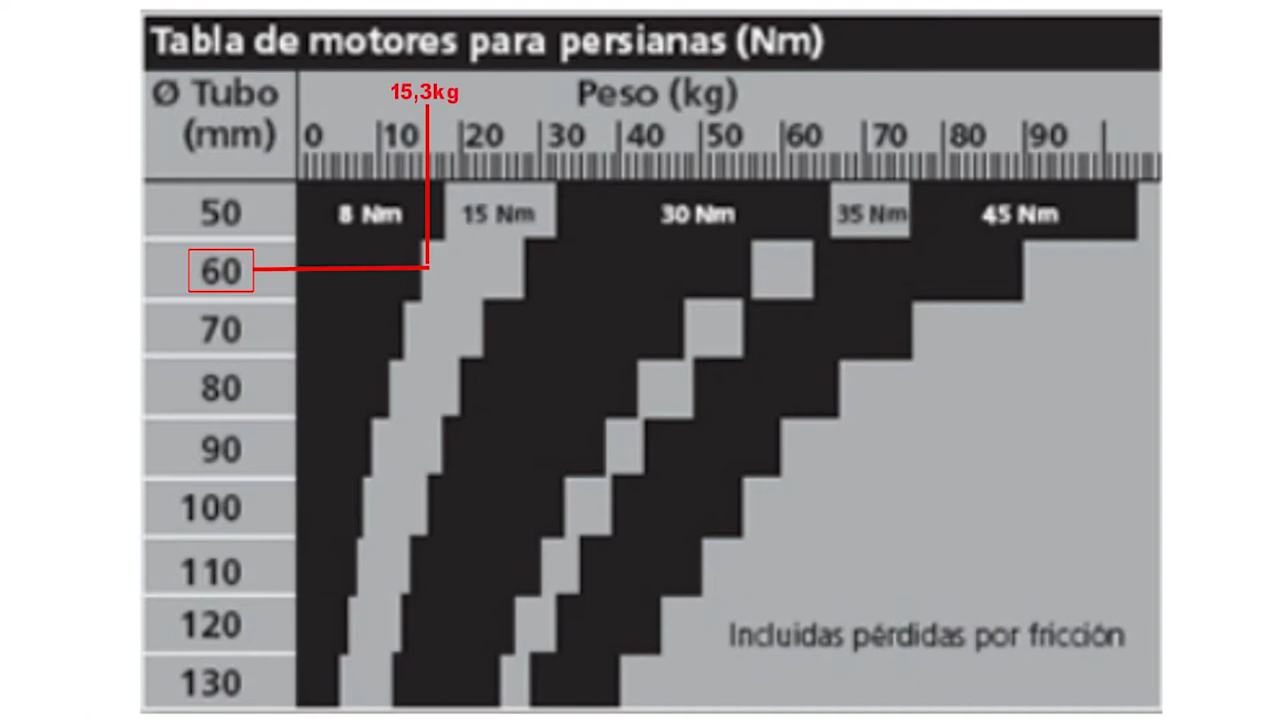 Tabla de motores para persianas (Nm)
Ø Tubo 15,3kg Peso (kg)
(mm) 0 10 20 30 40 50 60 70 80 90
50 8 Nm 15 Nm 30 Nm 35 Nm 45 Nm
60
70
80
90
100
110
120 Incluidas pérdidas por fricción
130